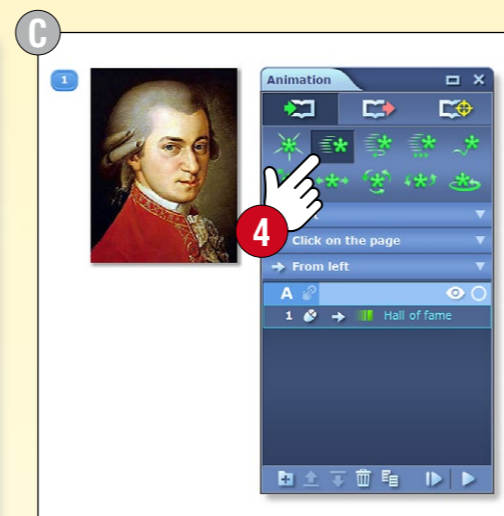 C
1
Animation
4
Click on the page
From left
A
1 Hall of fame